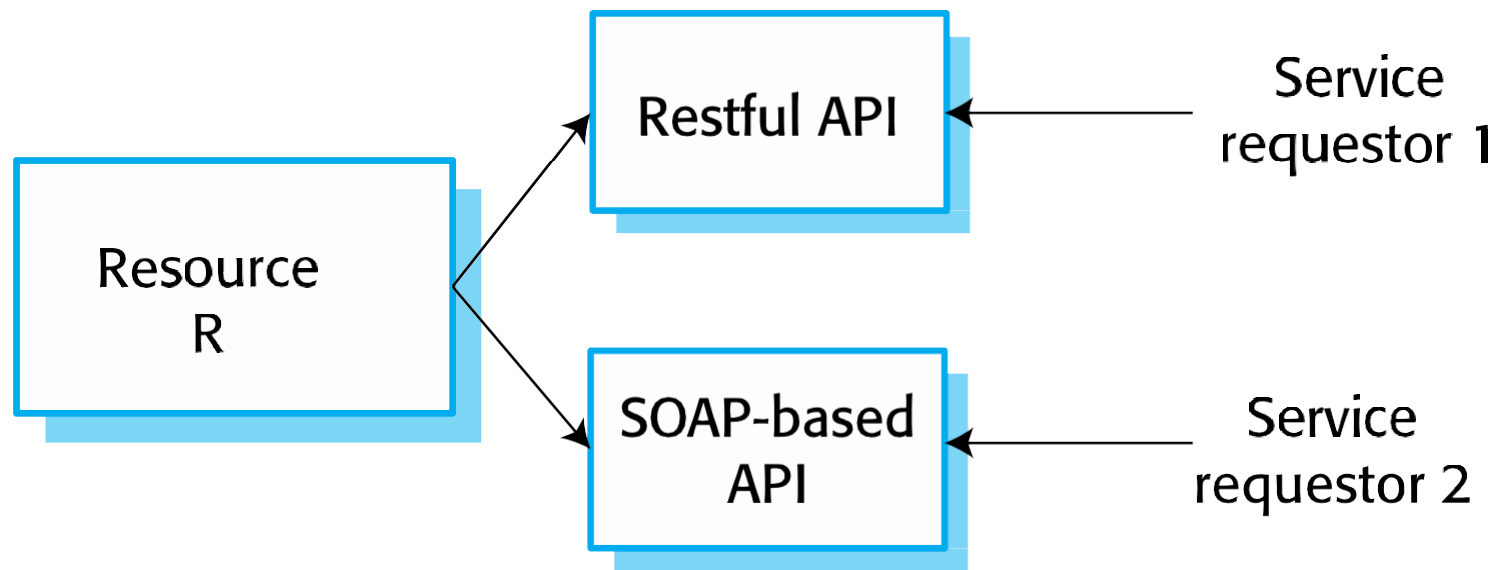 Resource
R
Restful API
SOAP-based
API
Service
requestor 1
Service
requestor 2